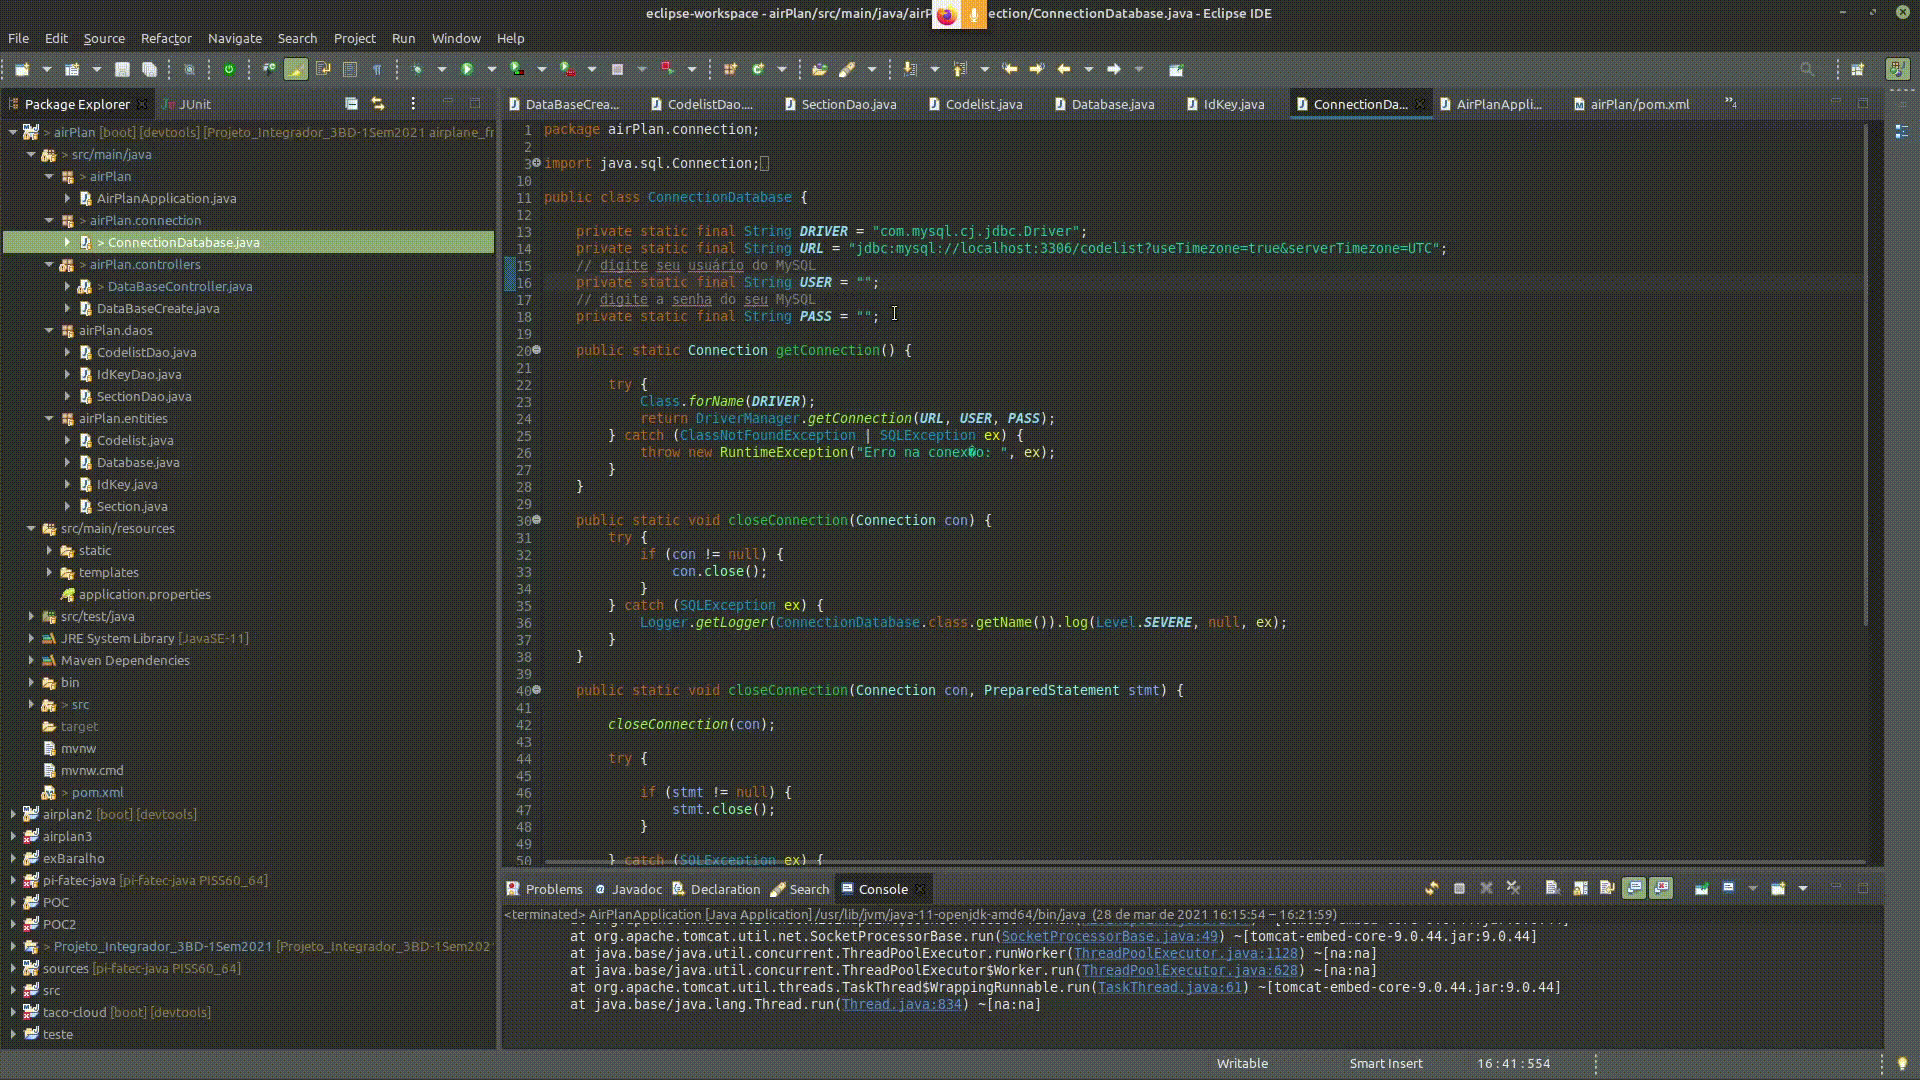 eclipse-workspace - airPlan/src/main/java/airP ection/ConnectionDatabase.java - Eclipse IDE
File Edit Source Refactor Navigate Search Project Run Window Help
Package Explorer JUnit
> airPlan [boot] [devtools] [Projeto_Integrador_3BD-1Sem2021 airplane_fr
> src/main/java
> airPlan
AirPlanApplication.java
> airPlan.connection
> ConnectionDatabase.java
> airPlan.controllers
> DataBaseController.java
DataBaseCreate.java
airPlan.daos
CodelistDao.java
IdKeyDao.java
SectionDao.java
airPlan.entities
Codelist.java
Database.java
IdKey.java
Section.java
src/main/resources
static
templates
application.properties
src/test/java
JRE System Library [JavaSE-11]
Maven Dependencies
bin
> src
target
mvnw
mvnw.cmd
> pom.xml
airplan2 [boot] [devtools]
airplan3
exBaralho
pi-fatec-java [pi-fatec-java PISS60_64]
POC
POC2
> Projeto_Integrador_3BD-1Sem2021 [Projeto_Integrador_3BD-1Sem202
sources [pi-fatec-java PISS60_64]
src
taco-cloud [boot] [devtools]
teste
DataBaseCrea... CodelistDao.... SectionDao.java Codelist.java Database.java IdKey.java ConnectionDa... AirPlanAppli... airPlan/pom.xml »4
1 package airPlan.connection;
2
3 import java.sql.Connection;
10
11 public class ConnectionDatabase {
12
13 private static final String DRIVER = "com.mysql.cj.jdbc.Driver";
14 private static final String URL = "jdbc:mysql://localhost:3306/codelist?useTimezone=true&serverTimezone=UTC";
15 // digite seu usuário do MySQL
16 private static final String USER = "";
17 // digite a senha do seu MySQL
18 private static final String PASS = "";
19
20 public static Connection getConnection() {
21
22 try {
23 Class.forName(DRIVER);
24 return DriverManager.getConnection(URL, USER, PASS);
25 } catch (ClassNotFoundException | SQLException ex) {
26 throw new RuntimeException("Erro na conex�o: ", ex);
27 }
28 }
29
30 public static void closeConnection(Connection con) {
31 try {
32 if (con != null) {
33 con.close();
34 }
35 } catch (SQLException ex) {
36 Logger.getLogger(ConnectionDatabase.class.getName()).log(Level.SEVERE, null, ex);
37 }
38 }
39
40 public static void closeConnection(Connection con, PreparedStatement stmt) {
41
42 closeConnection(con);
43
44 try {
45
46 if (stmt != null) {
47 stmt.close();
48 }
49
50 } catch (SQLException ex) {
Problems Javadoc Declaration Search Console
<terminated> AirPlanApplication [Java Application] /usr/lib/jvm/java-11-openjdk-amd64/bin/java (28 de mar de 2021 16:15:54 – 16:21:59)
at org.apache.tomcat.util.net.SocketProcessorBase.run(SocketProcessorBase.java:49) ~[tomcat-embed-core-9.0.44.jar:9.0.44]
at java.base/java.util.concurrent.ThreadPoolExecutor.runWorker(ThreadPoolExecutor.java:1128) ~[na:na]
at java.base/java.util.concurrent.ThreadPoolExecutor$Worker.run(ThreadPoolExecutor.java:628) ~[na:na]
at org.apache.tomcat.util.threads.TaskThread$WrappingRunnable.run(TaskThread.java:61) ~[tomcat-embed-core-9.0.44.jar:9.0.44]
at java.base/java.lang.Thread.run(Thread.java:834) ~[na:na]
Writable Smart Insert 16 : 41 : 554